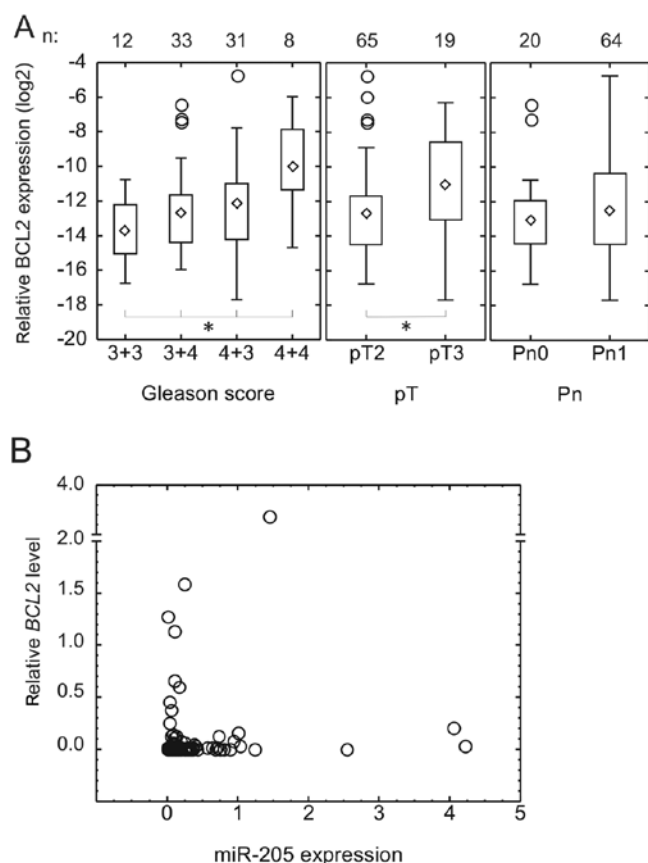 A
n: 12 33 31 8 65 19 20 64
Relative BCL2 expression (log2)
-4
-6
-8
-10
-12
-14
-16
-18
-20
* *
3+3 3+4 4+3 4+4 pT2 pT3 Pn0 Pn1
Gleason score pT Pn
B
Relative BCL2 level
4.0
2.0
2.0
1.5
1.0
0.5
0.0
0 1 2 3 4 5
miR-205 expression